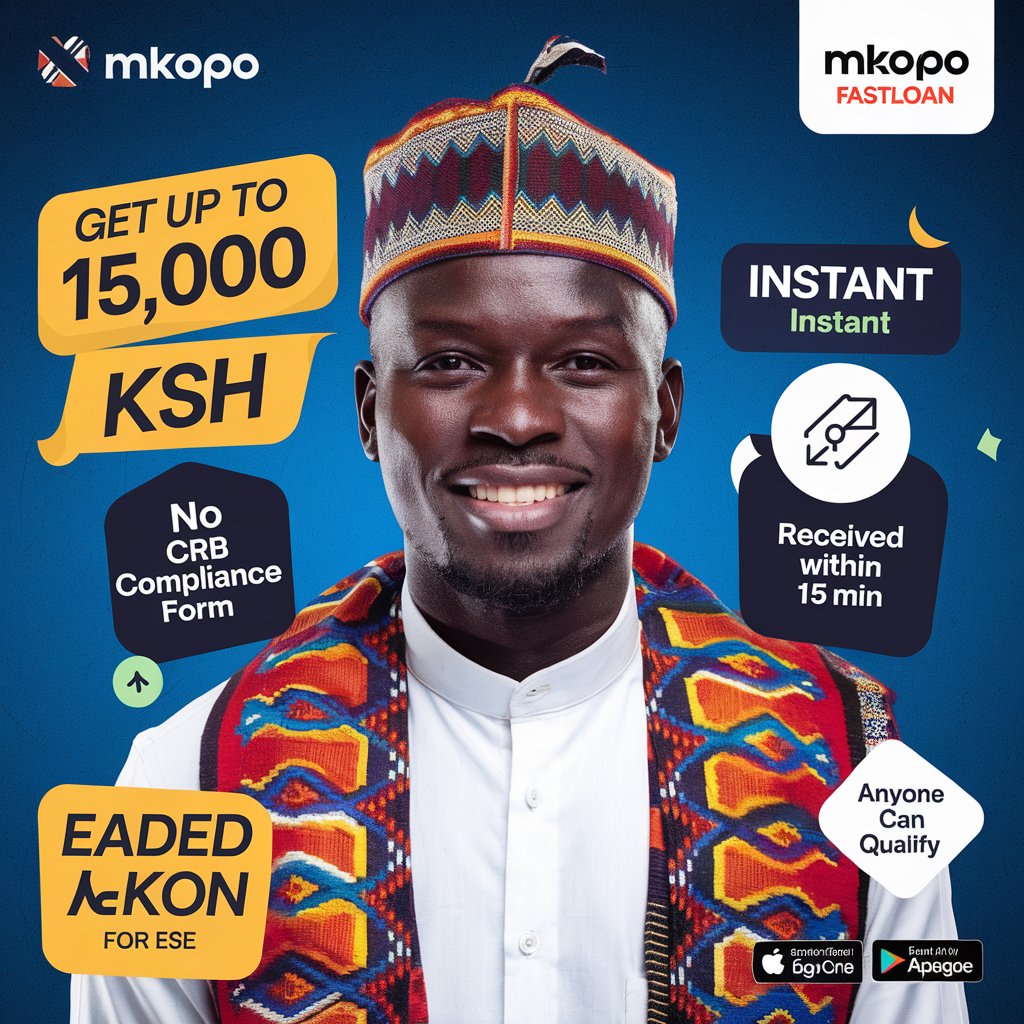 mkopo
mkopo
FASTLOAN
GET UP TO
15,000
KSH
INSTANT
Instant
No
CRB
Compliance
Form
Received
within
15 min
Anyone
Can
Qualify
EADED
KON
FOR ESE
Apagoe